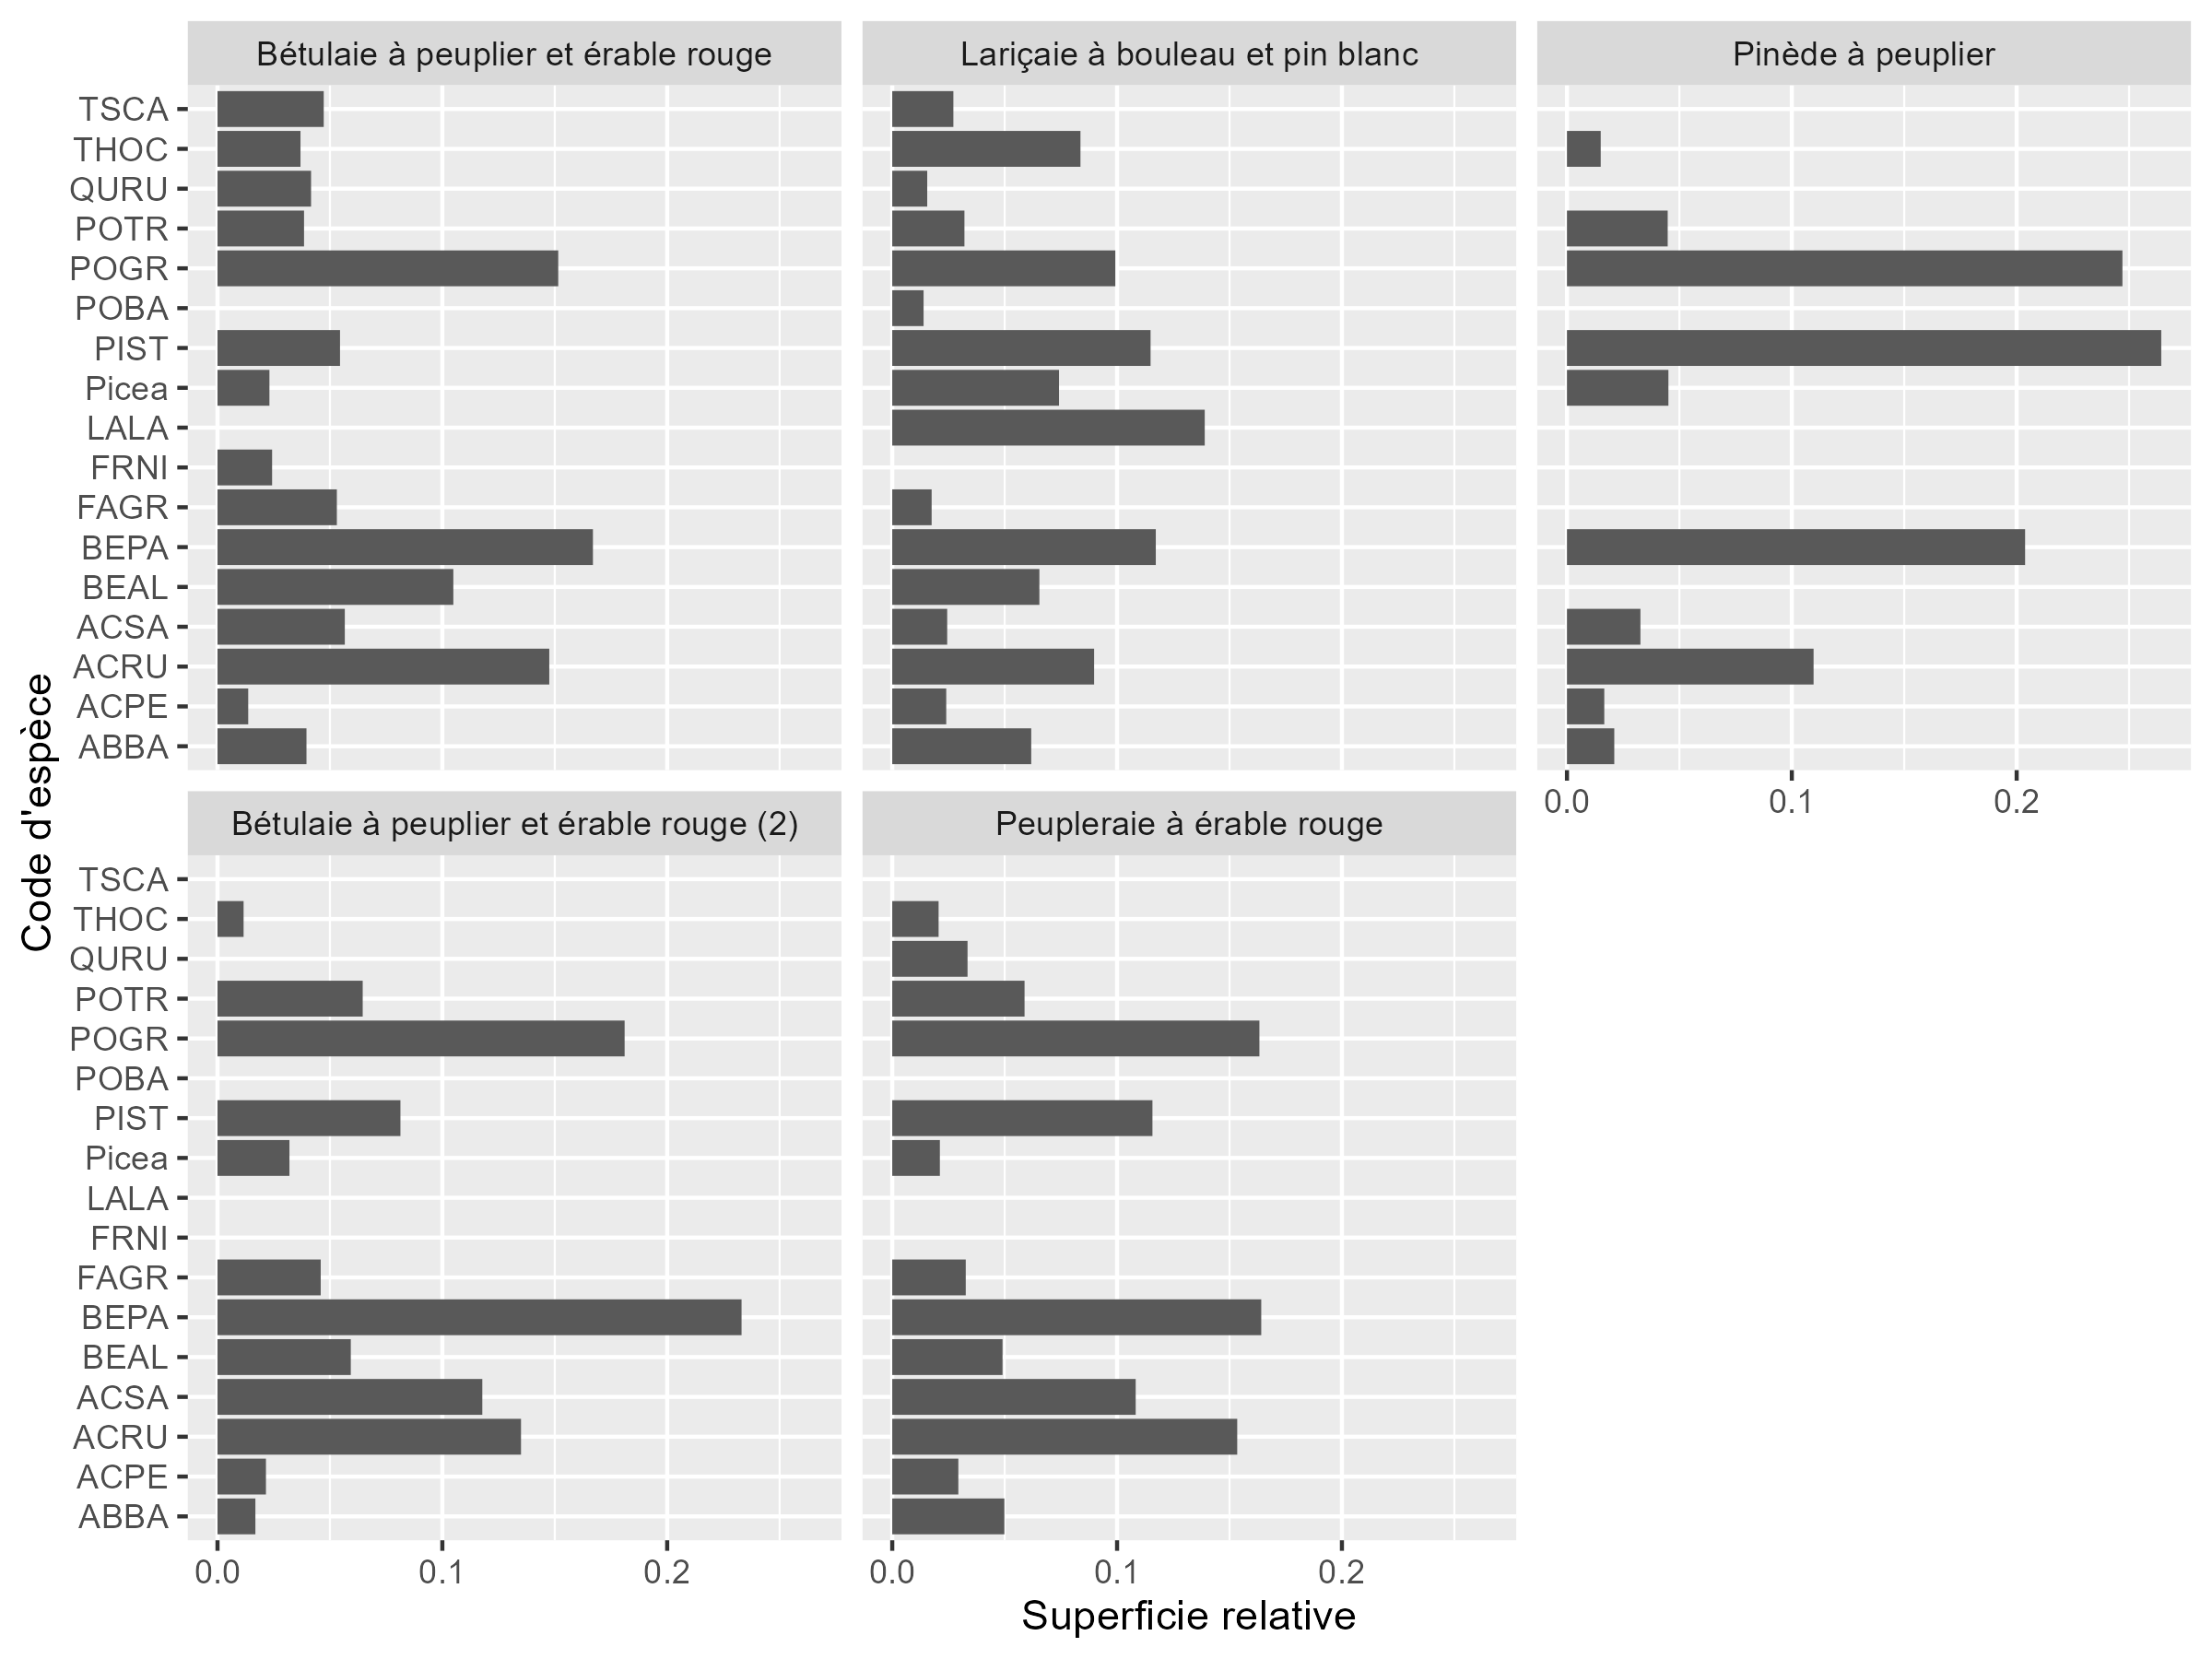 Bétulaie à peuplier et érable rouge
Lariçaie à bouleau et pin blanc
Pinède à peuplier
TSCA
THOC
QURU
POTR
POGR
POBA
PIST
Picea
LALA
FRNI
FAGR
BEPA
BEAL
ACSA
ACRU
ACPE
ABBA
0.0 0.1 0.2
Bétulaie à peuplier et érable rouge (2)
Peupleraie à érable rouge
TSCA
THOC
QURU
POTR
POGR
POBA
PIST
Picea
LALA
FRNI
FAGR
BEPA
BEAL
ACSA
ACRU
ACPE
ABBA
0.0 0.1 0.2
0.0 0.1 0.2
Superficie relative
Code d'espèce